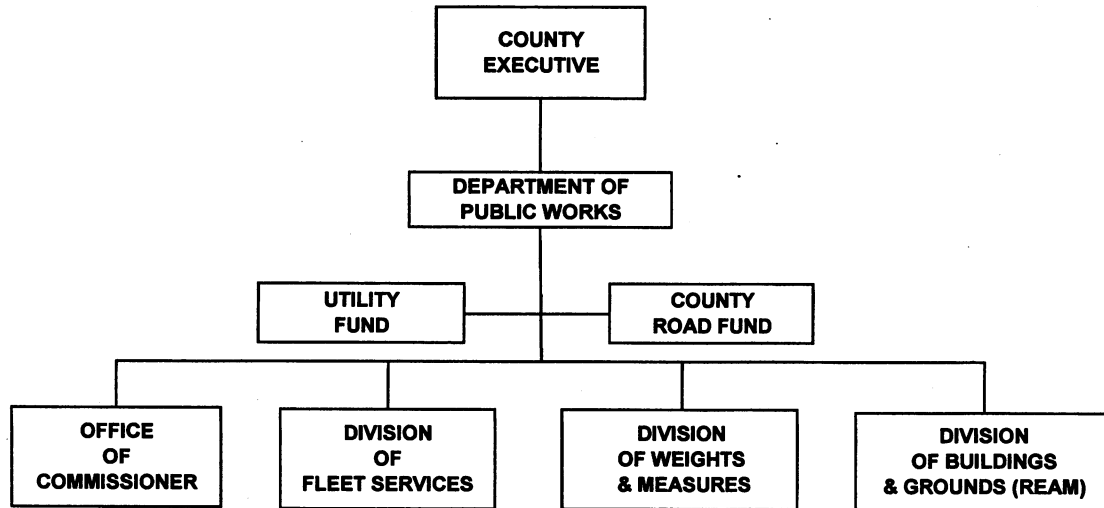 COUNTY
EXECUTIVE
DEPARTMENT OF
PUBLIC WORKS
UTILITY
FUND
COUNTY
ROAD FUND
OFFICE
OF
COMMISSIONER
DIVISION
OF
FLEET SERVICES
DIVISION
OF WEIGHTS
& MEASURES
DIVISION
OF BUILDINGS
& GROUNDS (REAM)